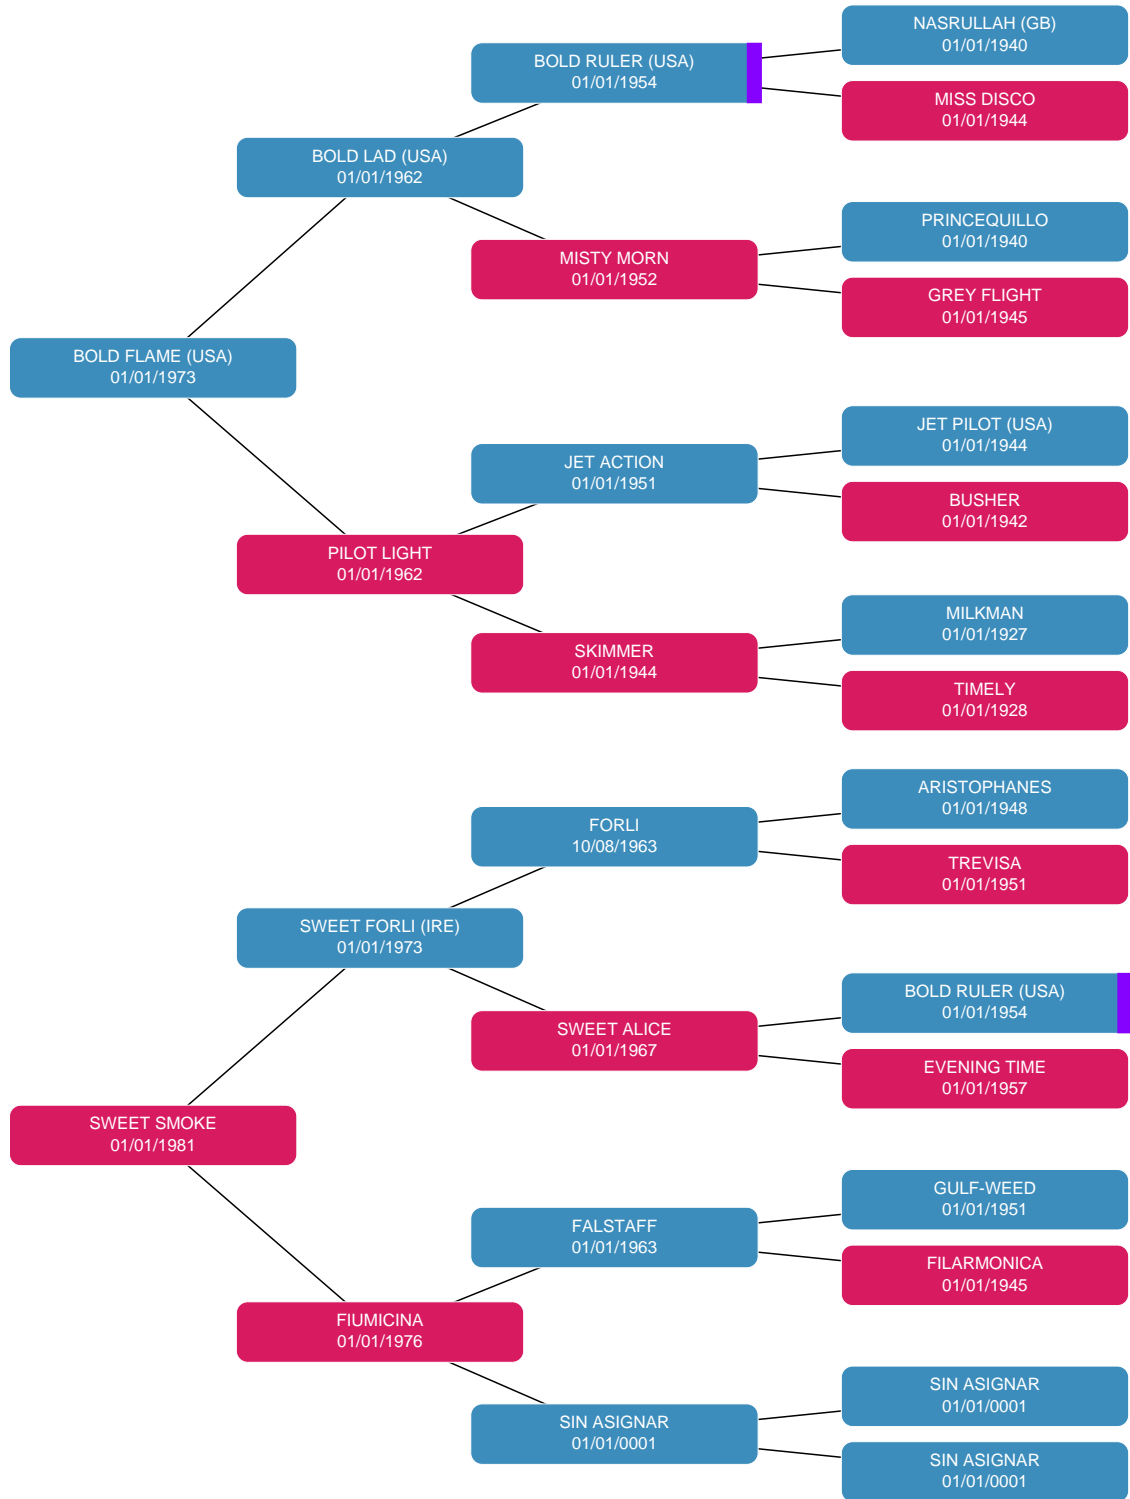 NASRULLAH (GB)
01/01/1940
BOLD RULER (USA)
01/01/1954
MISS DISCO
01/01/1944
BOLD LAD (USA)
01/01/1962
PRINCEQUILLO
01/01/1940
MISTY MORN
01/01/1952
GREY FLIGHT
01/01/1945
BOLD FLAME (USA)
01/01/1973
JET PILOT (USA)
01/01/1944
JET ACTION
01/01/1951
BUSHER
01/01/1942
PILOT LIGHT
01/01/1962
MILKMAN
01/01/1927
SKIMMER
01/01/1944
TIMELY
01/01/1928
ARISTOPHANES
01/01/1948
FORLI
10/08/1963
TREVISA
01/01/1951
SWEET FORLI (IRE)
01/01/1973
BOLD RULER (USA)
01/01/1954
SWEET ALICE
01/01/1967
EVENING TIME
01/01/1957
SWEET SMOKE
01/01/1981
GULF-WEED
01/01/1951
FALSTAFF
01/01/1963
FILARMONICA
01/01/1945
FIUMICINA
01/01/1976
SIN ASIGNAR
01/01/0001
SIN ASIGNAR
01/01/0001
SIN ASIGNAR
01/01/0001